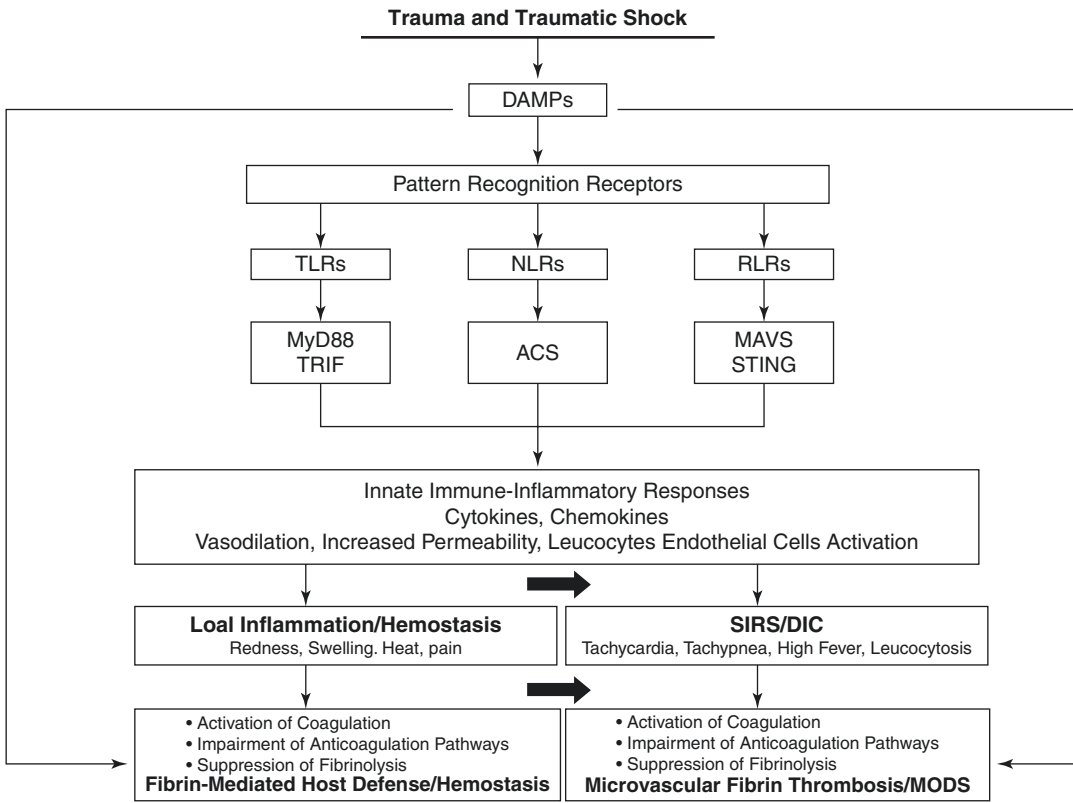 Trauma and Traumatic Shock
DAMPs
Pattern Recognition Receptors
TLRs
NLRs
RLRs
MyD88
TRIF
ACS
MAVS
STING
Innate Immune-Inflammatory Responses
Cytokines, Chemokines
Vasodilation, Increased Permeability, Leucocytes Endothelial Cells Activation
Loal Inflammation/Hemostasis
Redness, Swelling. Heat, pain
SIRS/DIC
Tachycardia, Tachypnea, High Fever, Leucocytosis
• Activation of Coagulation
• Impairment of Anticoagulation Pathways
• Suppression of Fibrinolysis
Fibrin-Mediated Host Defense/Hemostasis
• Activation of Coagulation
• Impairment of Anticoagulation Pathways
• Suppression of Fibrinolysis
Microvascular Fibrin Thrombosis/MODS